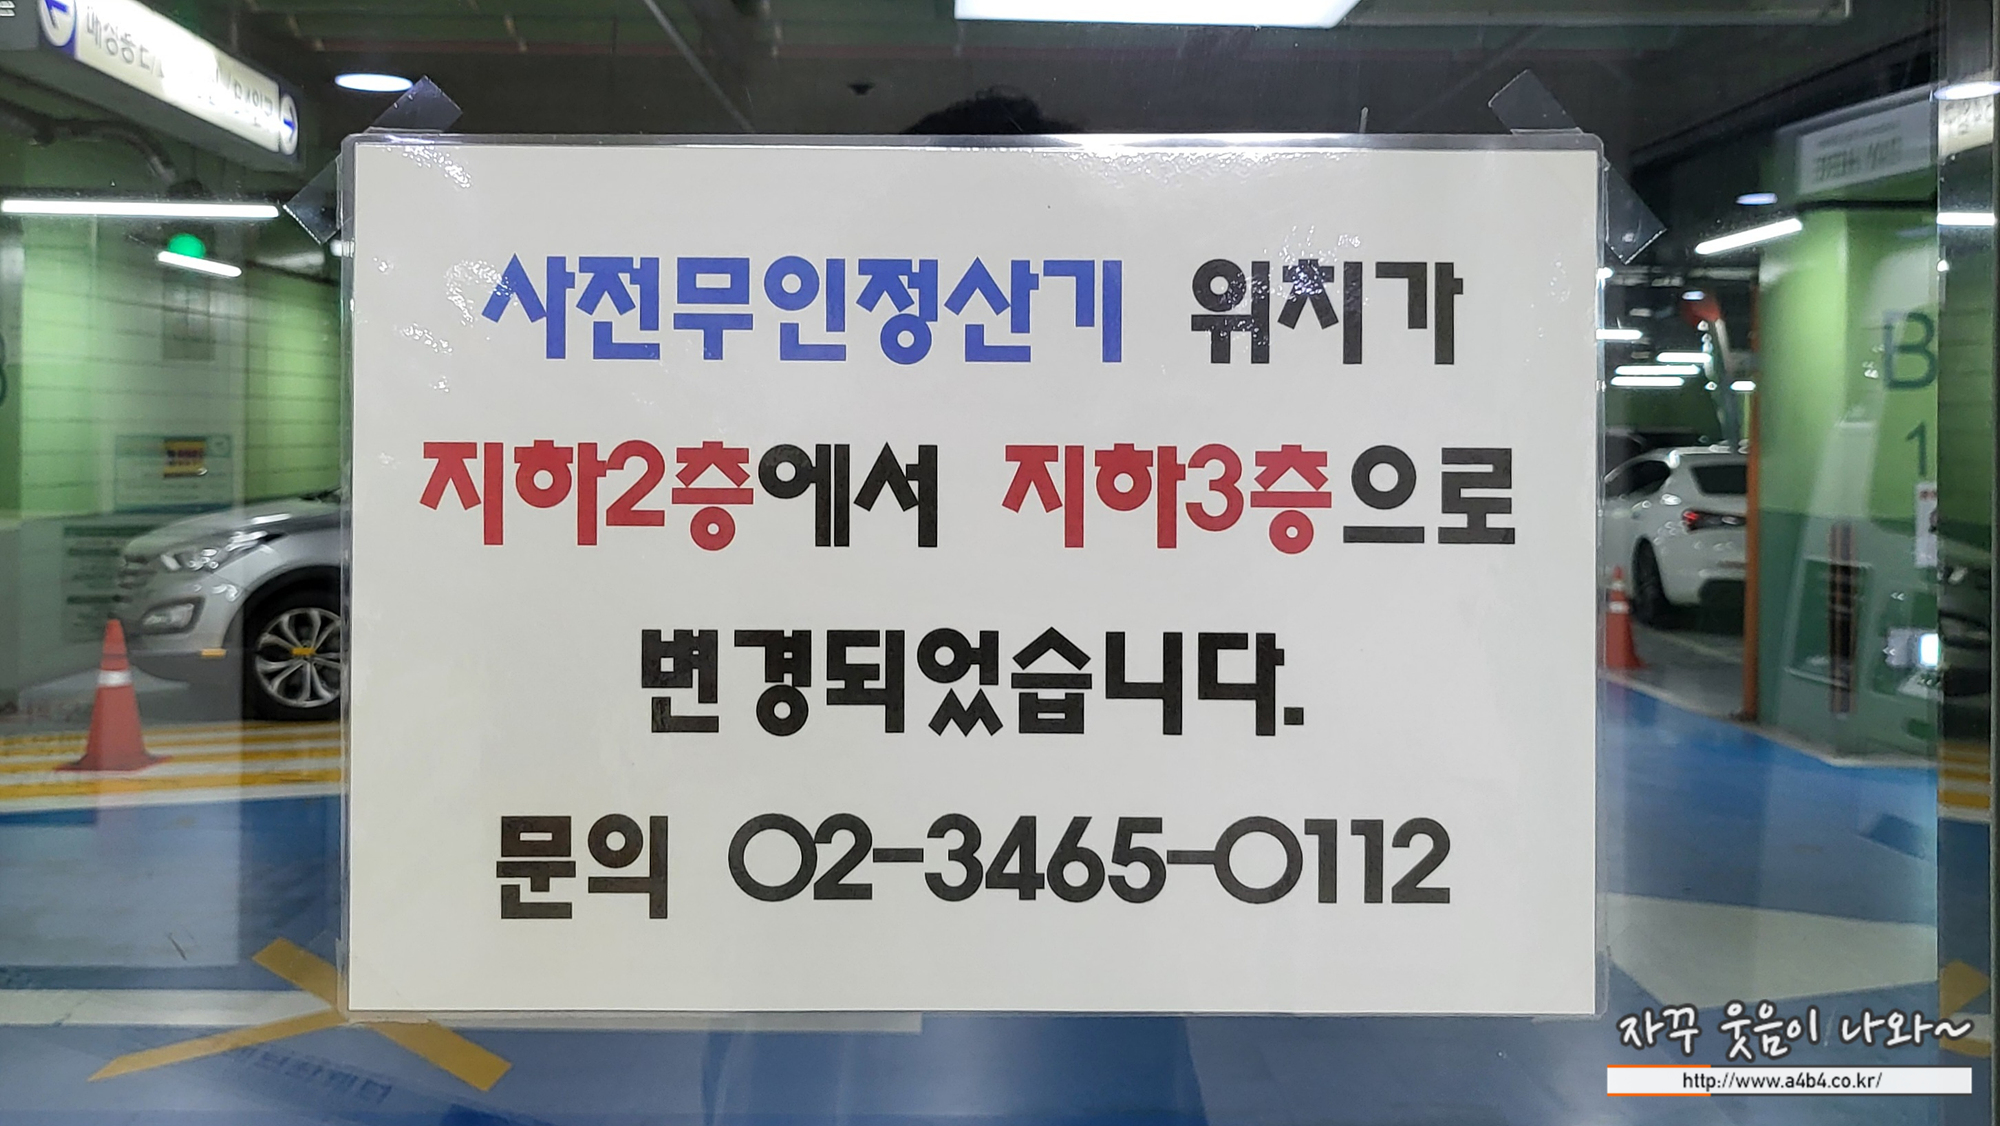 사전무인정산기 위치가
지하2층에서 지하3층으로
변경되었습니다.
문의 02-3465-0112
B
1
자꾸 웃음이 나와~
http://www.a4b4.co.kr/